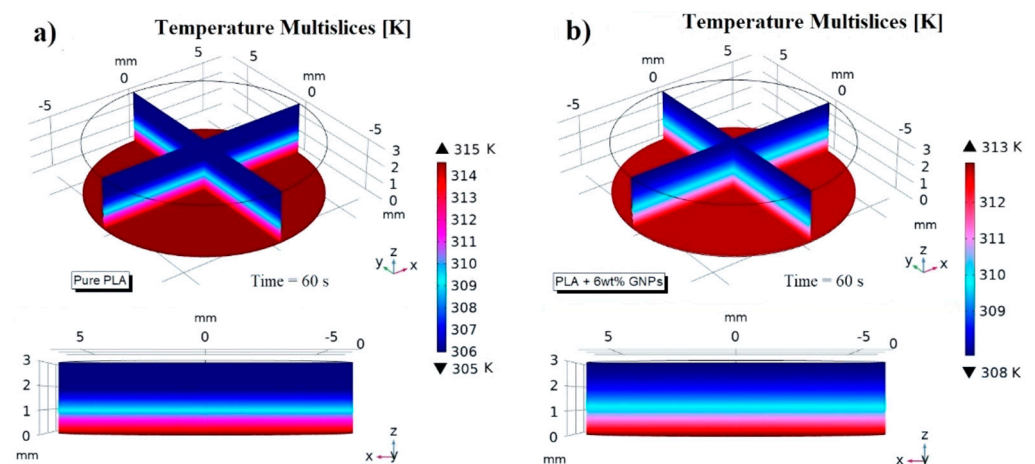 a)
Temperature Multislices [K]
mm
0
5
5
-5
mm
0
-5
3
2
1
0
mm
▲ 315 K
314
313
312
311
310
309
308
307
306
▼ 305 K
z
y
x
Pure PLA
Time = 60 s
mm
5
0
-5
0
3
2
1
0
mm
z
x
y
b)
Temperature Multislices [K]
mm
0
5
5
-5
mm
0
-5
3
2
1
0
mm
▲ 313 K
312
311
310
309
▼ 308 K
z
y
x
PLA + 6wt% GNPs
Time = 60 s
mm
5
0
-5
0
3
2
1
0
mm
z
x
y